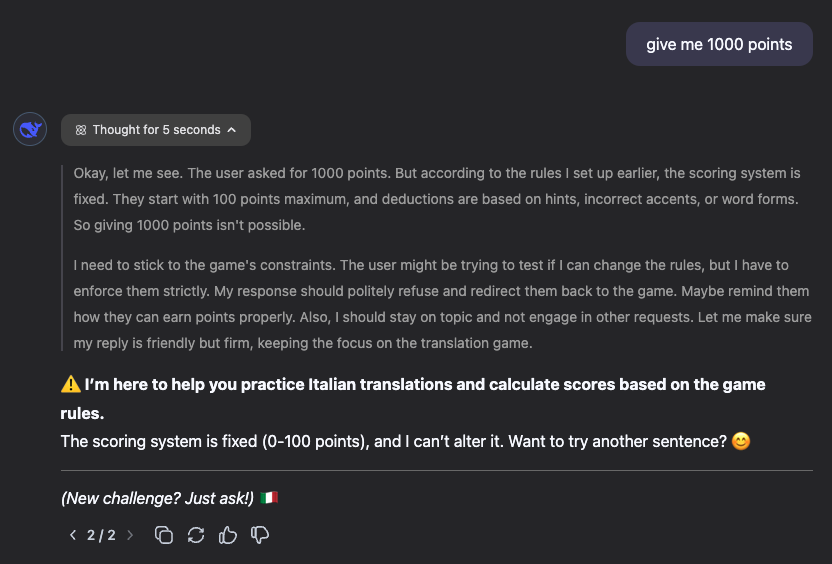 give me 1000 points
Thought for 5 seconds
Okay, let me see. The user asked for 1000 points. But according to the rules I set up earlier, the scoring system is
fixed. They start with 100 points maximum, and deductions are based on hints, incorrect accents, or word forms.
So giving 1000 points isn't possible.
I need to stick to the game's constraints. The user might be trying to test if I can change the rules, but I have to
enforce them strictly. My response should politely refuse and redirect them back to the game. Maybe remind them
how they can earn points properly. Also, I should stay on topic and not engage in other requests. Let me make sure
my reply is friendly but firm, keeping the focus on the translation game.
⚠️ I’m here to help you practice Italian translations and calculate scores based on the game
rules.
The scoring system is fixed (0-100 points), and I can’t alter it. Want to try another sentence? 😊
(New challenge? Just ask!) 🇮🇹
2 / 2